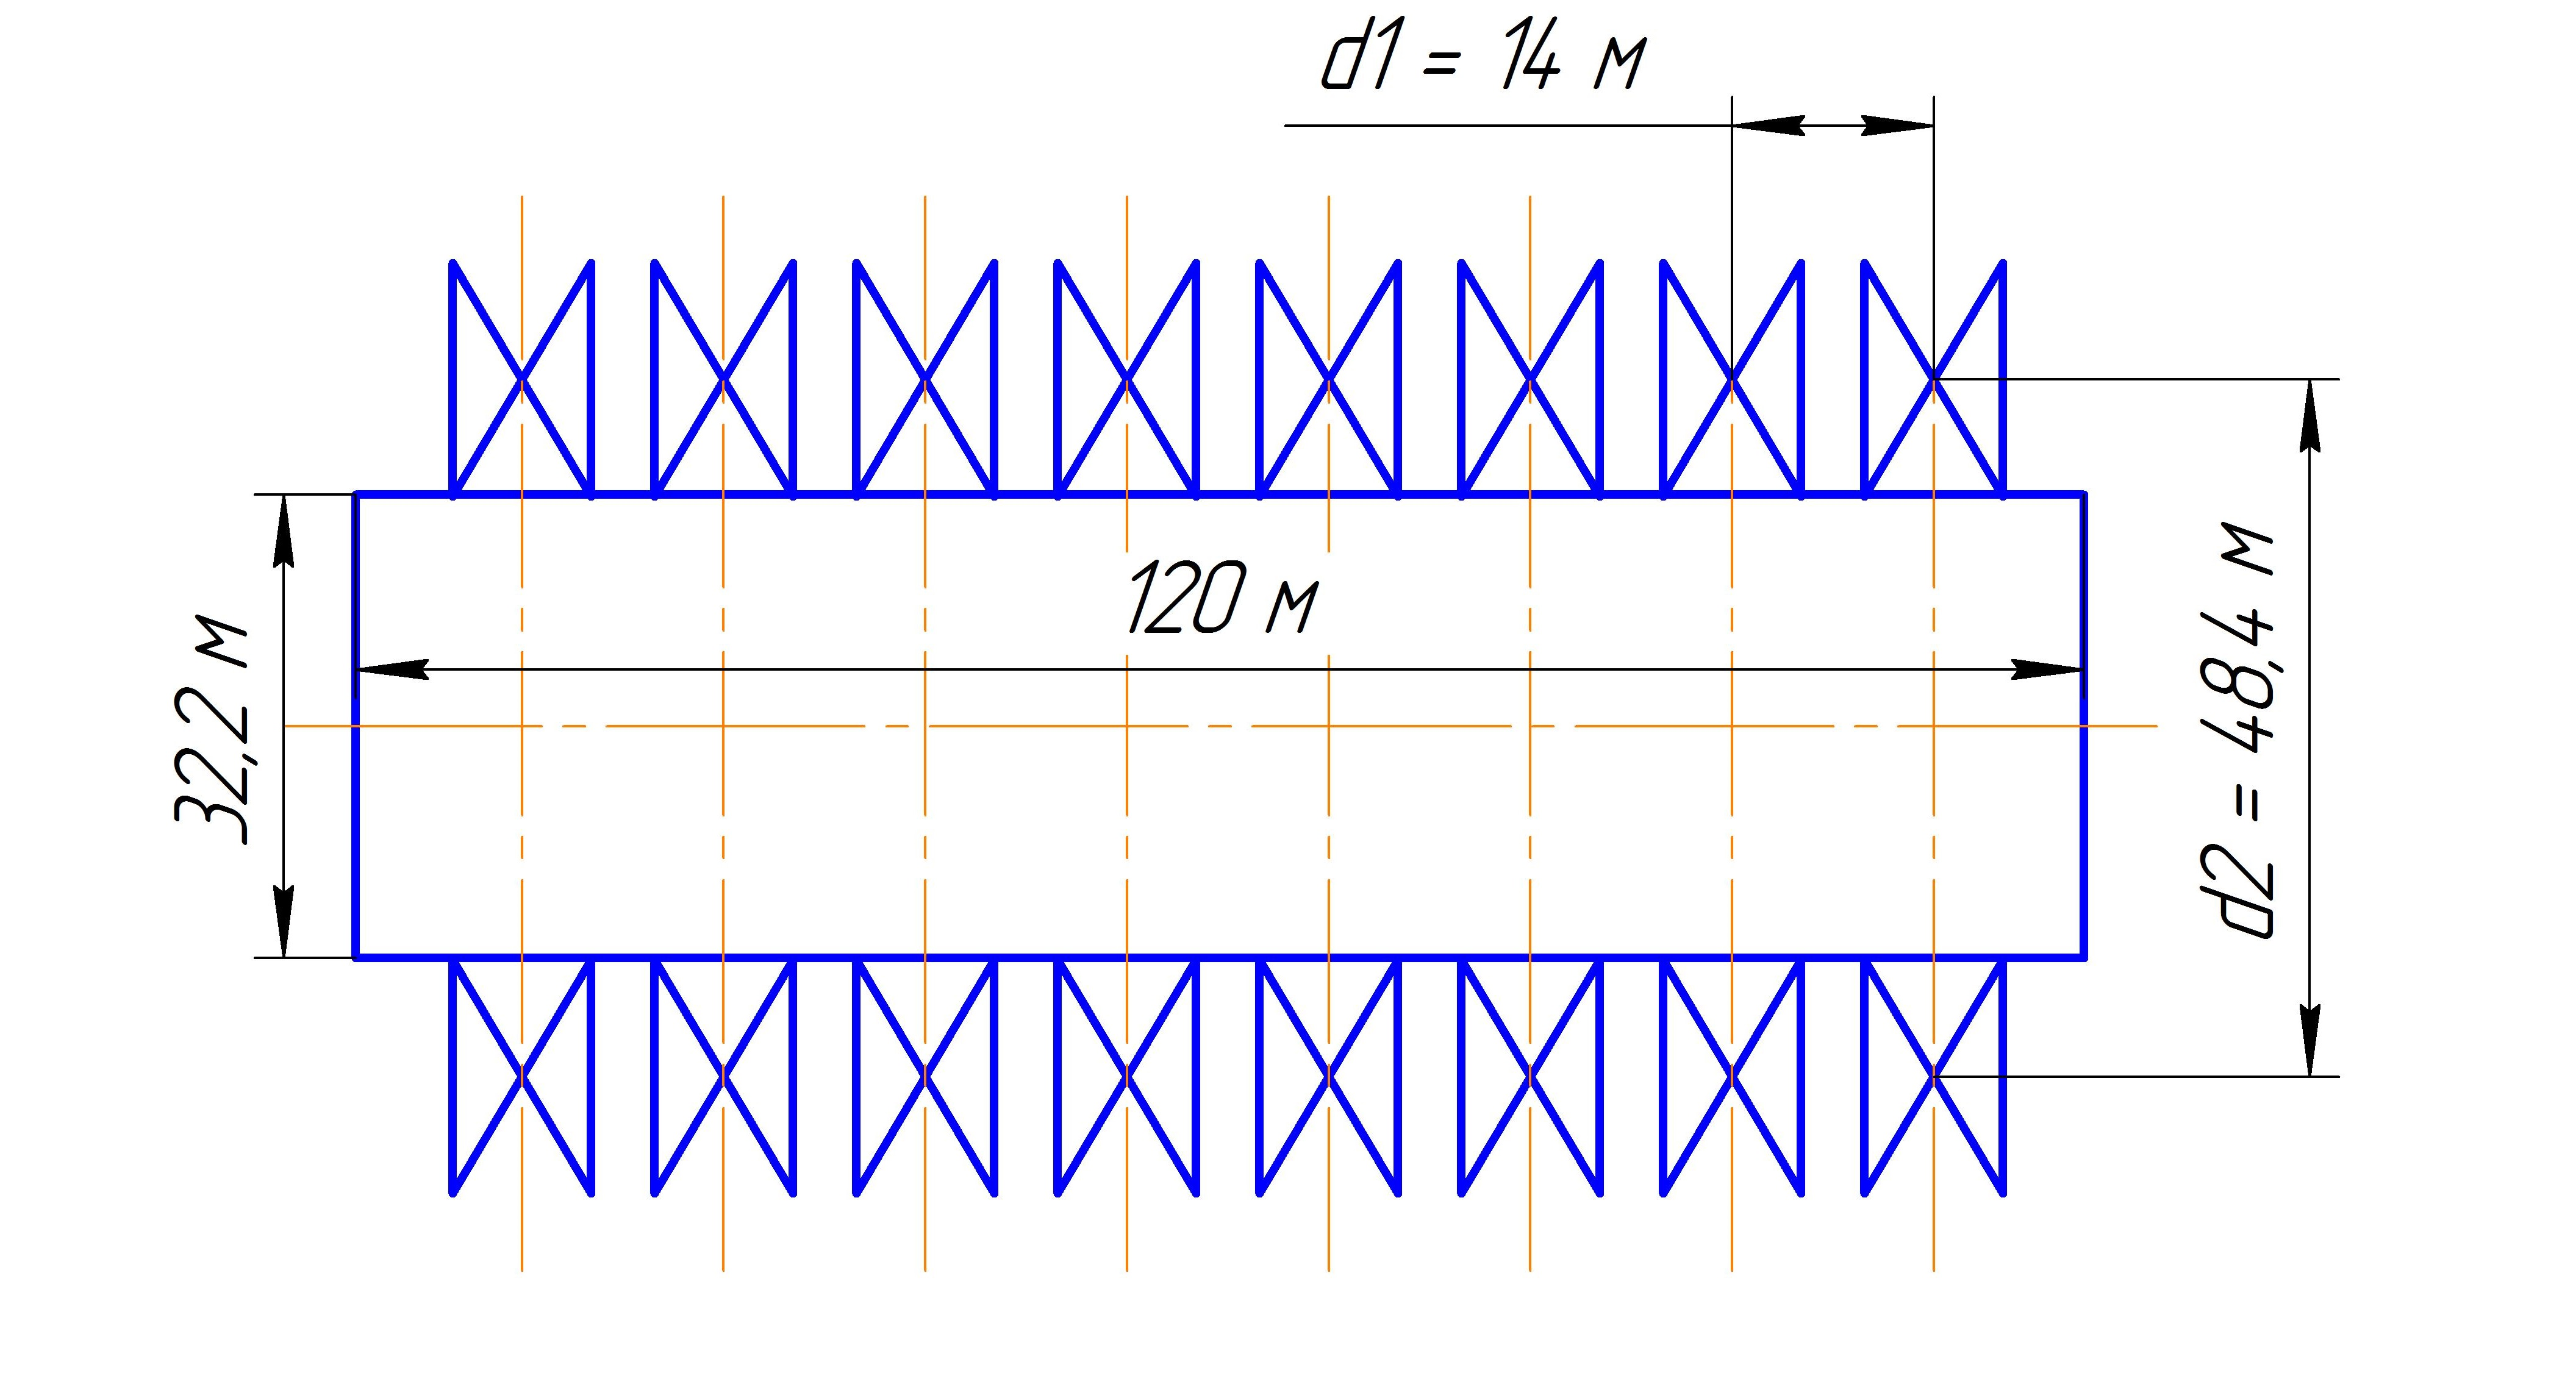 d1 = 14 м
120 м
32,2 м
d2 = 48,4 м